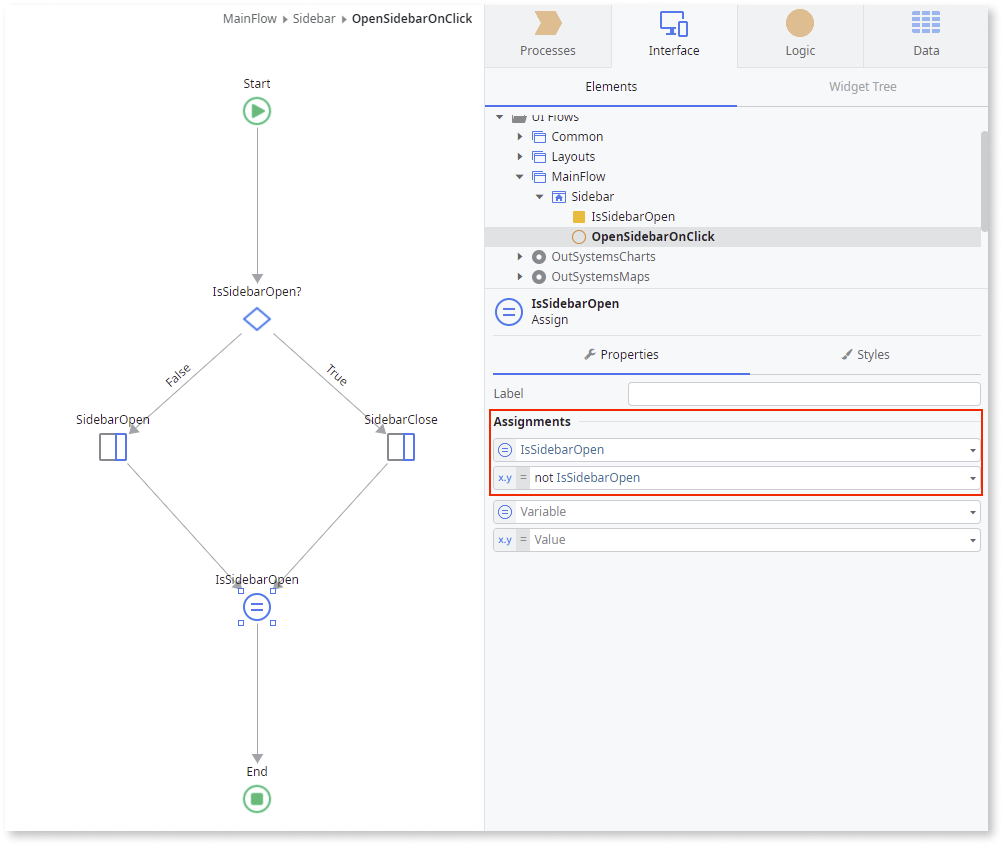 MainFlow Sidebar OpenSidebarOnClick
Start
IsSidebarOpen?
False
True
SidebarOpen
SidebarClose
IsSidebarOpen
End
Processes
Interface
Logic
Data
Elements
Widget Tree
UI Flows
Common
Layouts
MainFlow
Sidebar
IsSidebarOpen
OpenSidebarOnClick
OutSystemsCharts
OutSystemsMaps
IsSidebarOpen
Assign
Properties
Styles
Label
Assignments
IsSidebarOpen
x.y = not IsSidebarOpen
Variable
x.y = Value